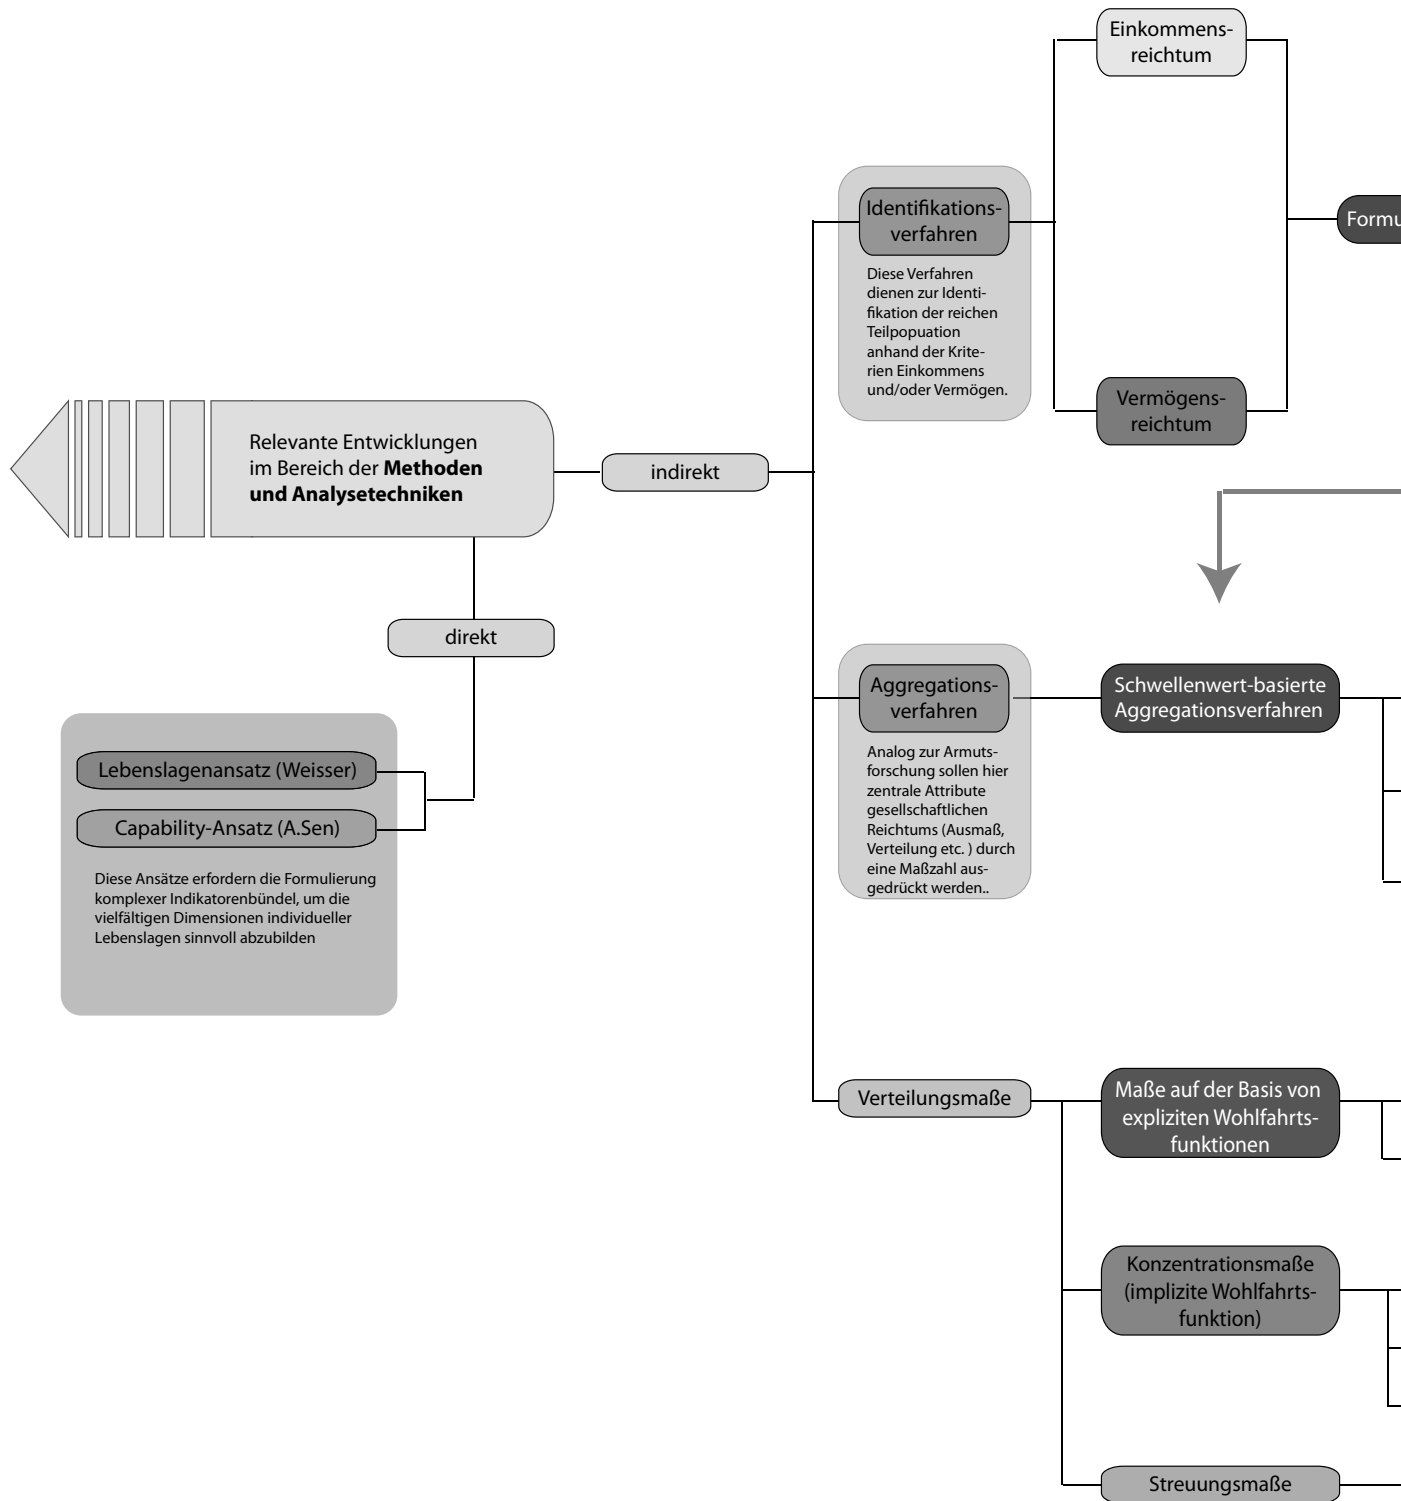 Einkommens-
reichtum
Identifikations-
verfahren
Formu
Diese Verfahren
dienen zur Identi-
fikation der reichen
Teilpopuation
anhand der Krite-
rien Einkommens
und/oder Vermögen.
Vermögens-
reichtum
Relevante Entwicklungen
im Bereich der Methoden
und Analysetechniken
indirekt
direkt
Lebenslagenansatz (Weisser)
Capability-Ansatz (A.Sen)
Diese Ansätze erfordern die Formulierung
komplexer Indikatorenbündel, um die
vielfältigen Dimensionen individueller
Lebenslagen sinnvoll abzubilden
Aggregations-
verfahren
Analog zur Armuts-
forschung sollen hier
zentrale Attribute
gesellschaftlichen
Reichtums (Ausmaß,
Verteilung etc. ) durch
eine Maßzahl aus-
gedrückt werden..
Schwellenwert-basierte
Aggregationsverfahren
Verteilungsmaße
Maße auf der Basis von
expliziten Wohlfahrts-
funktionen
Konzentrationsmaße
(implizite Wohlfahrts-
funktion)
Streuungsmaße